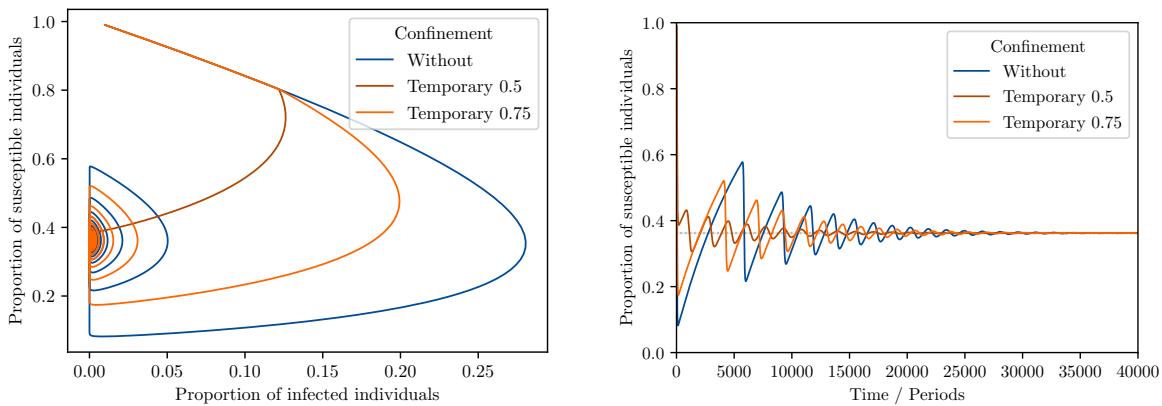 Proportion of susceptible individuals
1.0
0.8
0.6
0.4
0.2
0.00
0.05
0.10
0.15
0.20
0.25
Proportion of infected individuals
Confinement
Without
Temporary 0.5
Temporary 0.75
Proportion of susceptible individuals
1.0
0.8
0.6
0.4
0.2
0.0
0
5000
10000
15000
20000
25000
30000
35000
40000
Time / Periods
Confinement
Without
Temporary 0.5
Temporary 0.75